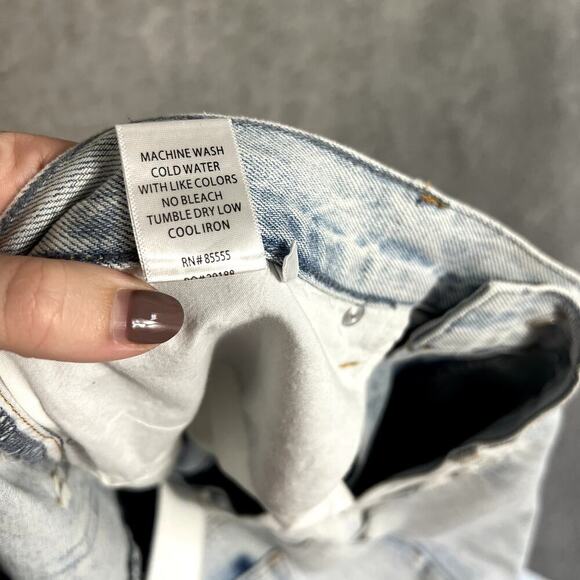 MACHINE WASH
COLD WATER
WITH LIKE COLORS
NO BLEACH
TUMBLE DRY LOW
COOL IRON
RN# 85555